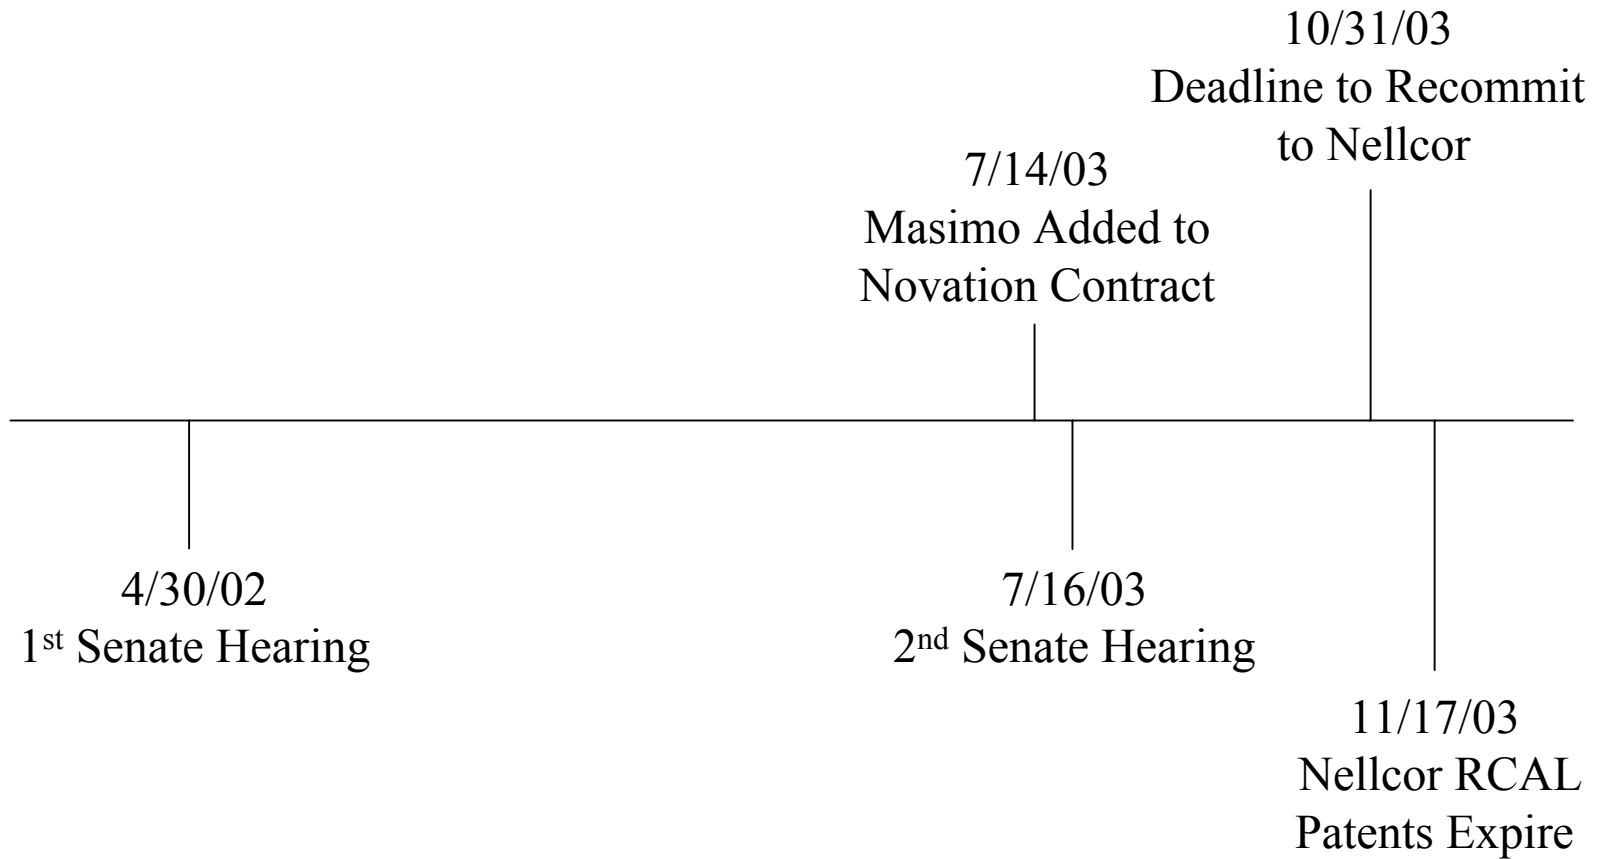 10/31/03
Deadline to Recommit
to Nellcor
7/14/03
Masimo Added to
Novation Contract
4/30/02
1st Senate Hearing
7/16/03
2nd Senate Hearing
11/17/03
Nellcor RCAL
Patents Expire